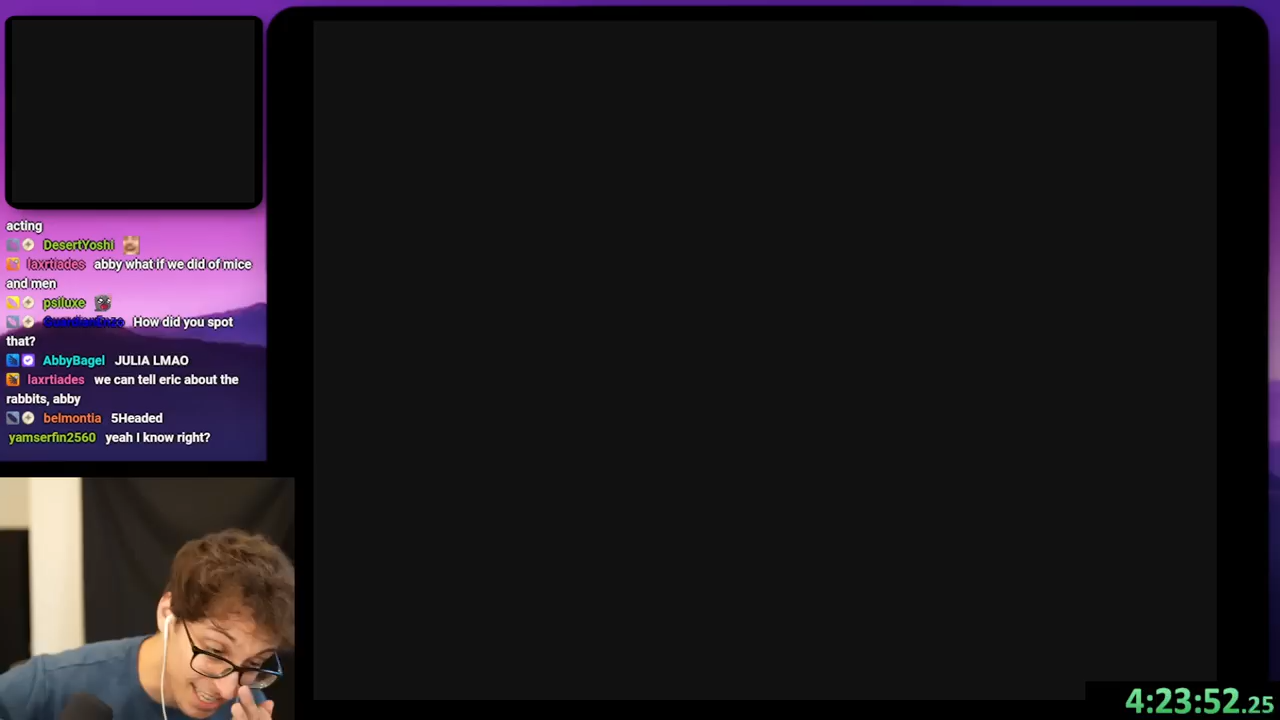 acting
DesertYoshi
laxrtiades abby what if we did of mice
and men
psiluxe
GuardianEnzo How did you spot
that?
AbbyBagel JULIA LMAO
laxrtiades we can tell eric about the
rabbits, abby
belmontia 5Headed
yamserfin2560 yeah I know right?
4:23:52.25